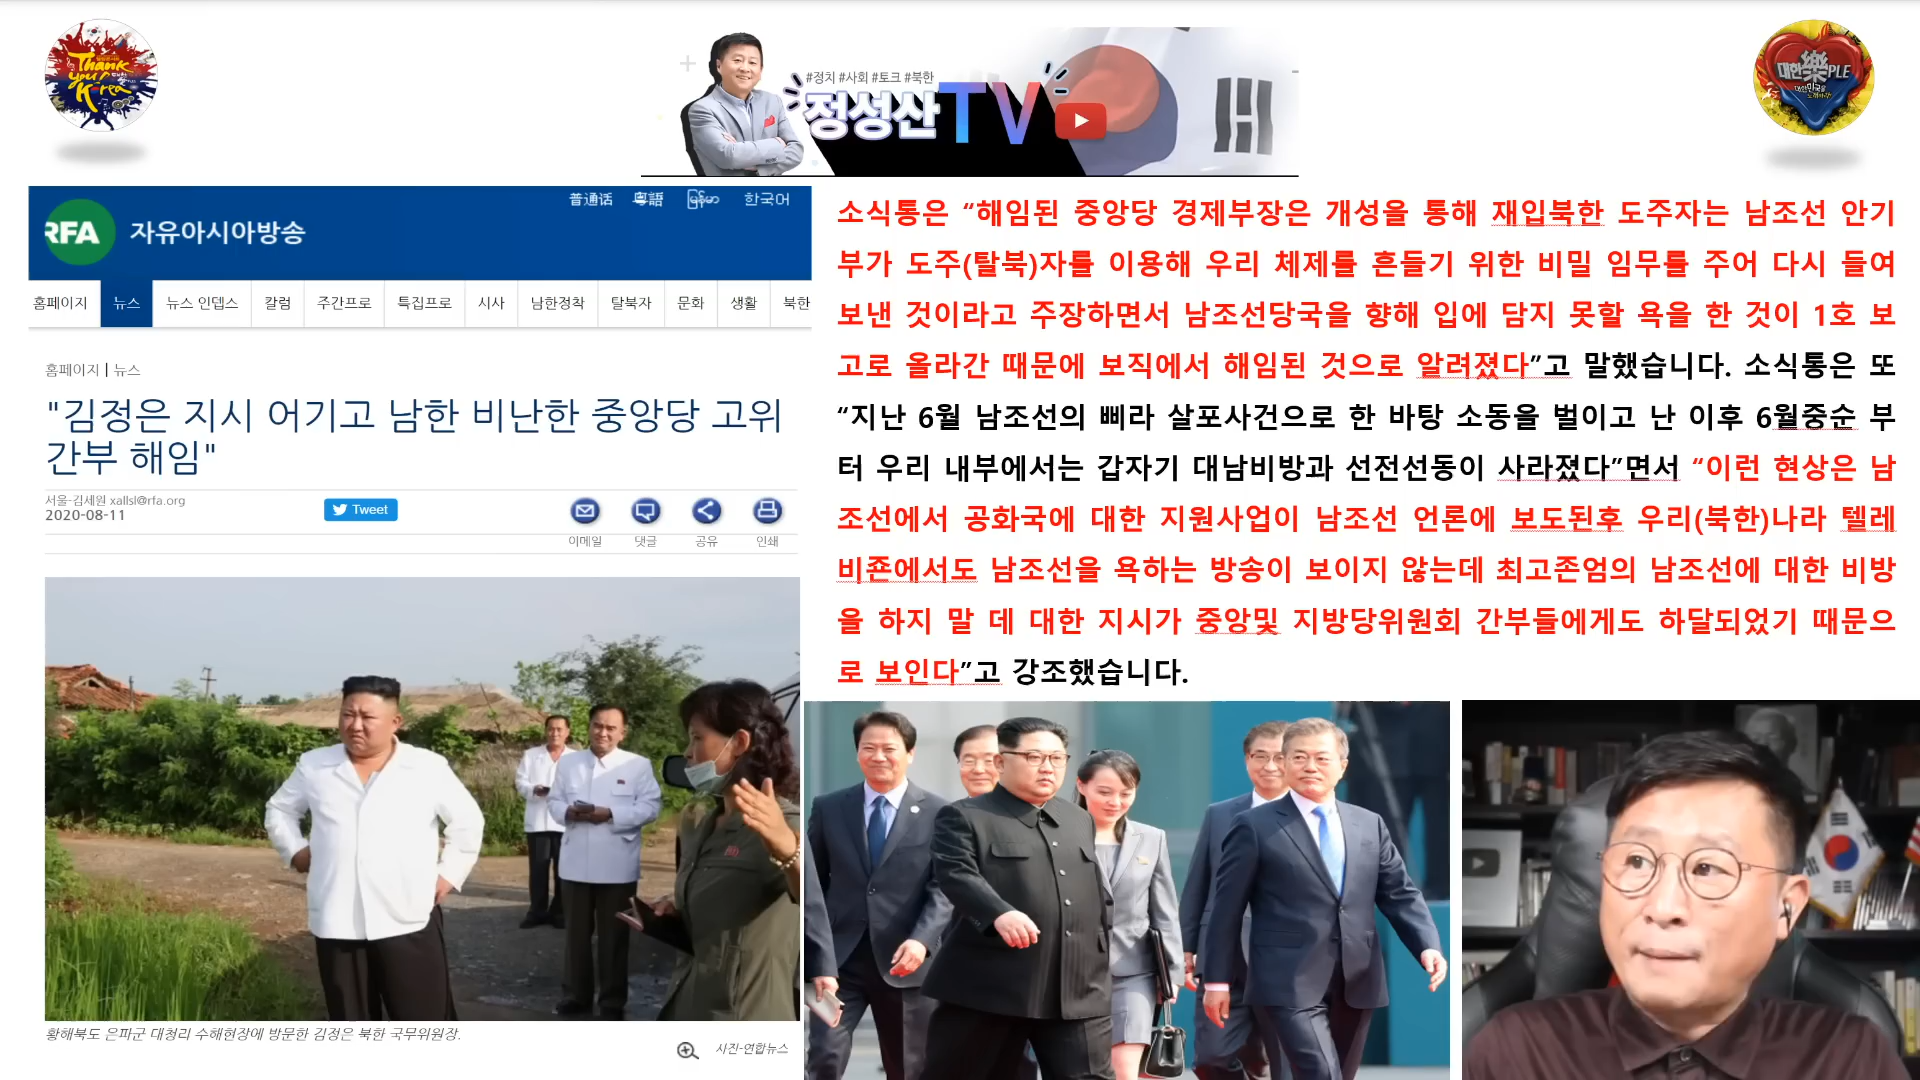 Thank
you
Korea
#정치 #사회 #토크 #북한
정성산TV
대한樂PLE
대한민국을
普通话 粵語 မြန်မာ 한국어
RFA 자유아시아방송
홈페이지 뉴스 뉴스 인뎁스 칼럼 주간프로 특집프로 시사 남한정착 탈북자 문화 생활 북한
홈페이지 | 뉴스
"김정은 지시 어기고 남한 비난한 중앙당 고위
간부 해임"
서울-김세원 xallsl@rfa.org
2020-08-11
Tweet
이메일 댓글 공유 인쇄
황해북도 은파군 대청리 수해현장에 방문한 김정은 북한 국무위원장.
사진-연합뉴스
소식통은 “해임된 중앙당 경제부장은 개성을 통해 재입북한 도주자는 남조선 안기
부가 도주(탈북)자를 이용해 우리 체제를 흔들기 위한 비밀 임무를 주어 다시 들여
보낸 것이라고 주장하면서 남조선당국을 향해 입에 담지 못할 욕을 한 것이 1호 보
고로 올라간 때문에 보직에서 해임된 것으로 알려졌다”고 말했습니다. 소식통은 또
“지난 6월 남조선의 삐라 살포사건으로 한 바탕 소동을 벌이고 난 이후 6월중순 부
터 우리 내부에서는 갑자기 대남비방과 선전선동이 사라졌다”면서 “이런 현상은 남
조선에서 공화국에 대한 지원사업이 남조선 언론에 보도된후 우리(북한)나라 텔레
비죤에서도 남조선을 욕하는 방송이 보이지 않는데 최고존엄의 남조선에 대한 비방
을 하지 말 데 대한 지시가 중앙및 지방당위원회 간부들에게도 하달되었기 때문으
로 보인다”고 강조했습니다.